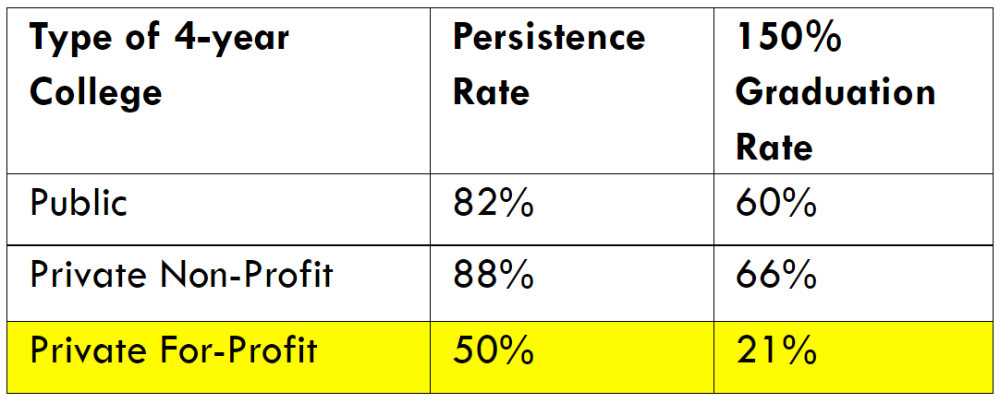 Type of 4-year
College
Persistence
Rate
150%
Graduation
Rate
Public
82%
60%
Private Non-Profit
88%
66%
Private For-Profit
50%
21%